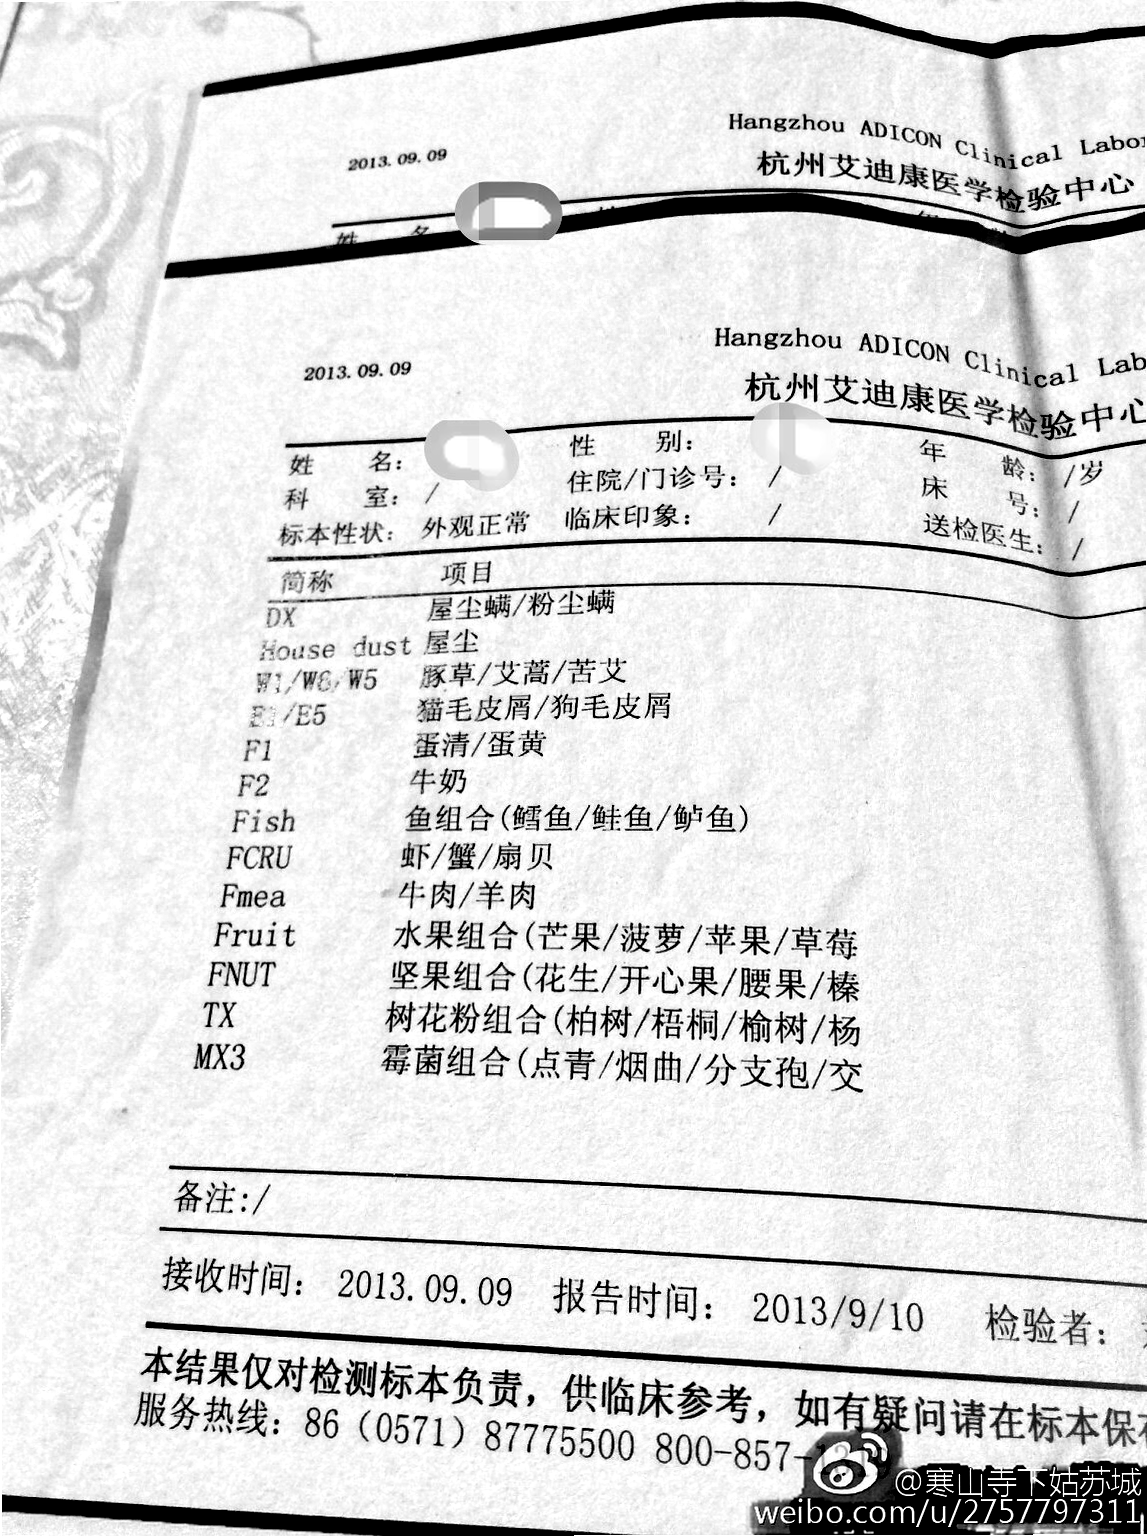 Hangzhou ADICON Clinical Labor
2013.09.09
杭州艾迪康医学检验中心
姓 名
Hangzhou ADICON Clinical Lab
2013.09.09
杭州艾迪康医学检验中心
姓 名: 性 别: 年 龄: /岁
科 室: / 住院/门诊号: / 床 号: /
标本性状: 外观正常 临床印象: / 送检医生: /
简称 项目
DX 屋尘螨/粉尘螨
House dust 屋尘
W1/W6/W5 豚草/艾蒿/苦艾
E1/E5 猫毛皮屑/狗毛皮屑
F1 蛋清/蛋黄
F2 牛奶
Fish 鱼组合(鳕鱼/鲑鱼/鲈鱼)
FCRU 虾/蟹/扇贝
Fmea 牛肉/羊肉
Fruit 水果组合(芒果/菠萝/苹果/草莓
FNUT 坚果组合(花生/开心果/腰果/榛
TX 树花粉组合(柏树/梧桐/榆树/杨
MX3 霉菌组合(点青/烟曲/分支孢/交
备注:/
接收时间: 2013.09.09 报告时间: 2013/9/10 检验者:
本结果仅对检测标本负责，供临床参考，如有疑问请在标本保
服务热线: 86（0571）87775500 800-857-
@寒山寺下姑苏城
weibo.com/u/2757797311